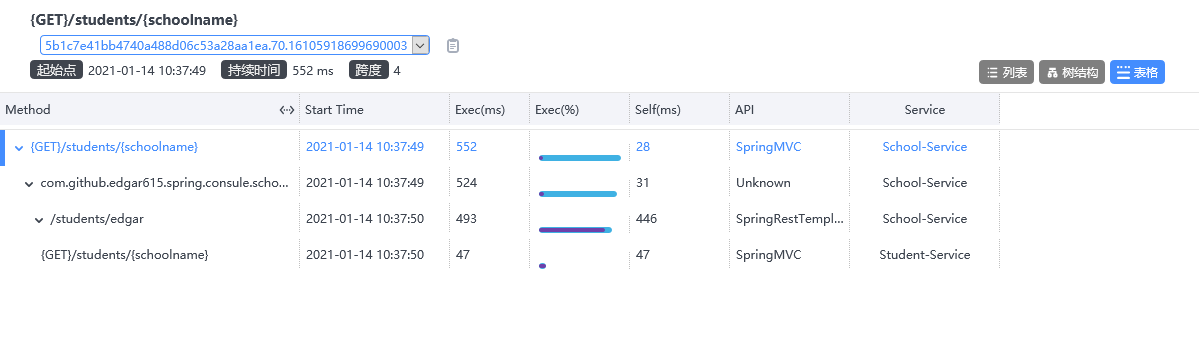 {GET}/students/{schoolname}
5b1c7e41bb4740a488d06c53a28aa1ea.70.16105918699690003
起始点 2021-01-14 10:37:49 持续时间 552 ms 跨度 4
列表 树结构 表格
Method Start Time Exec(ms) Exec(%) Self(ms) API Service
{GET}/students/{schoolname} 2021-01-14 10:37:49 552 28 SpringMVC School-Service
com.github.edgar615.spring.consule.scho... 2021-01-14 10:37:49 524 31 Unknown School-Service
/students/edgar 2021-01-14 10:37:50 493 446 SpringRestTempl... School-Service
{GET}/students/{schoolname} 2021-01-14 10:37:50 47 47 SpringMVC Student-Service